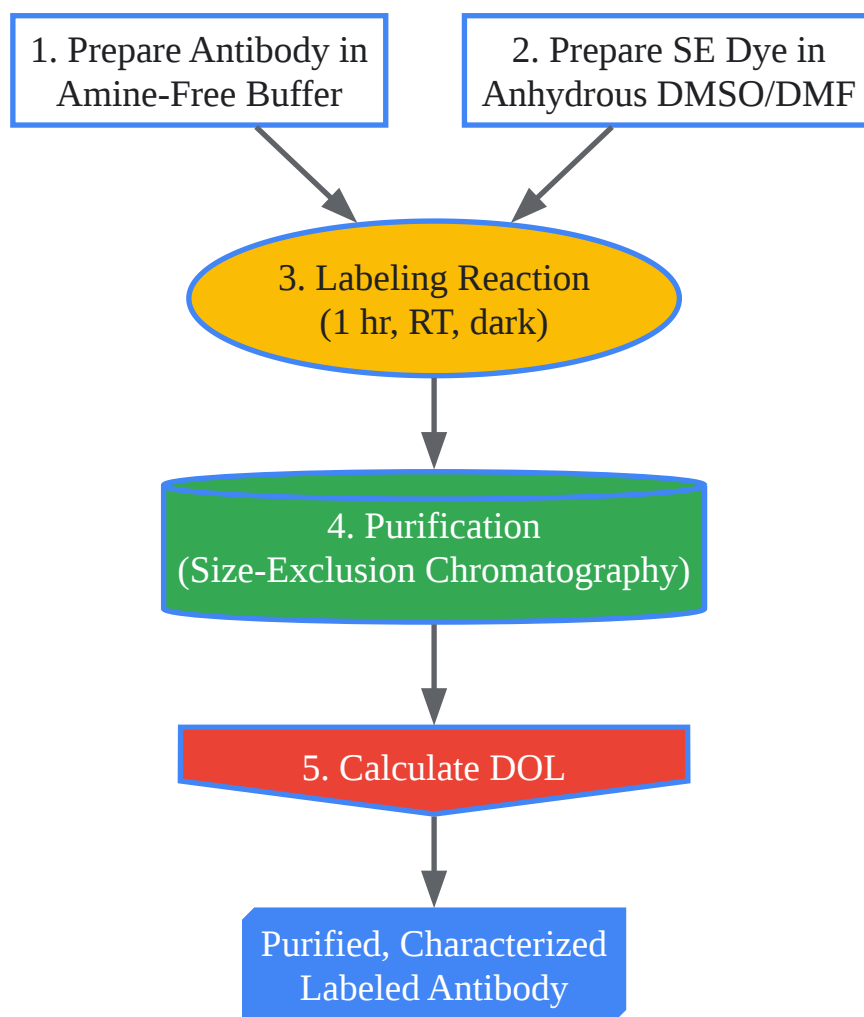 1. Prepare Antibody in
Amine-Free Buffer
2. Prepare SE Dye in
Anhydrous DMSO/DMF
3. Labeling Reaction
(1 hr, RT, dark)
4. Purification
(Size-Exclusion Chromatography)
5. Calculate DOL
Purified, Characterized
Labeled Antibody